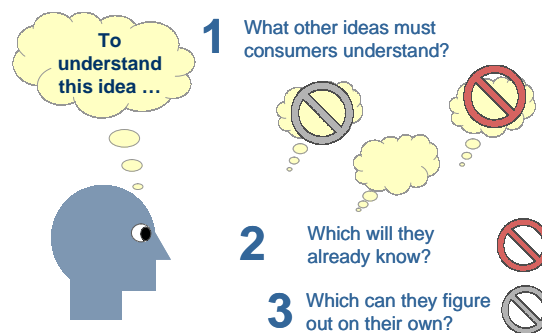 To
understand
this idea …
1 What other ideas must
consumers understand?
2 Which will they
already know?
3 Which can they figure
out on their own?